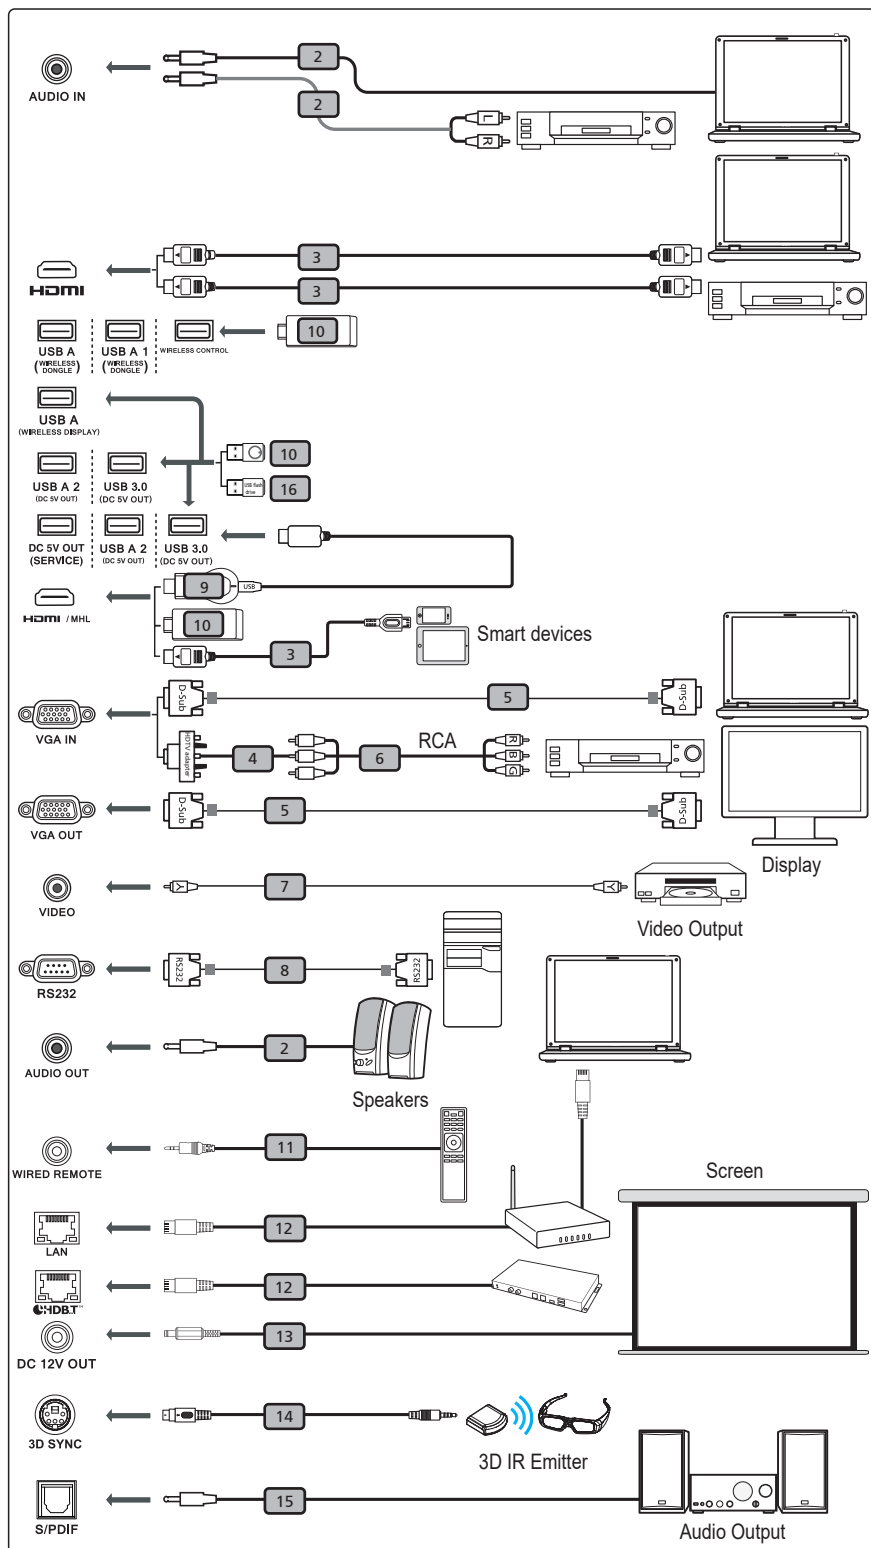 2
AUDIO IN
2
L
R
3
HDMI
3
10
USB A
(WIRELESS DONGLE)
USB A 1
(WIRELESS DONGLE)
WIRELESS CONTROL
USB A
(WIRELESS DISPLAY)
10
USB A 2
(DC 5V OUT)
USB 3.0
(DC 5V OUT)
USB flash drive
16
DC 5V OUT
(SERVICE)
USB A 2
(DC 5V OUT)
USB 3.0
(DC 5V OUT)
9
USB
HDMI / MHL
10
3
Smart devices
D-Sub
5
D-Sub
VGA IN
HDTV adapter
4
6
RCA
R
B
G
VGA OUT
D-Sub
5
D-Sub
Display
VIDEO
Y
7
Y
Video Output
RS232
RS232
8
RS232
AUDIO OUT
2
Speakers
WIRED REMOTE
11
Screen
LAN
12
HDBT™
12
DC 12V OUT
13
3D SYNC
14
3D IR Emitter
S/PDIF
15
Audio Output